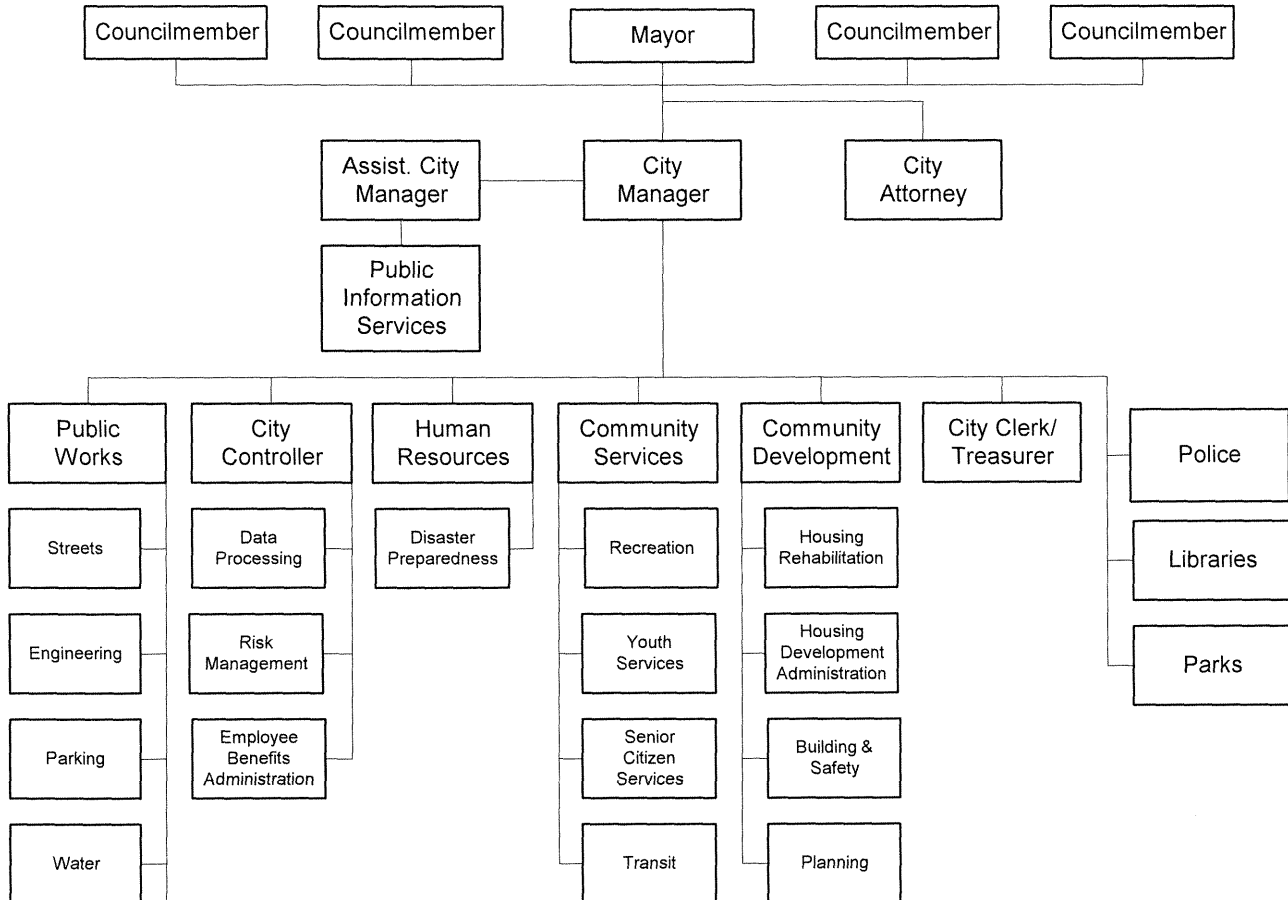 Councilmember
Councilmember
Mayor
Councilmember
Councilmember
Assist. City
Manager
City
Manager
City
Attorney
Public
Information
Services
Public
Works
City
Controller
Human
Resources
Community
Services
Community
Development
City Clerk/
Treasurer
Police
Streets
Data
Processing
Disaster
Preparedness
Recreation
Housing
Rehabilitation
Libraries
Engineering
Risk
Management
Youth
Services
Housing
Development
Administration
Parks
Parking
Employee
Benefits
Administration
Senior
Citizen
Services
Building &
Safety
Water
Transit
Planning